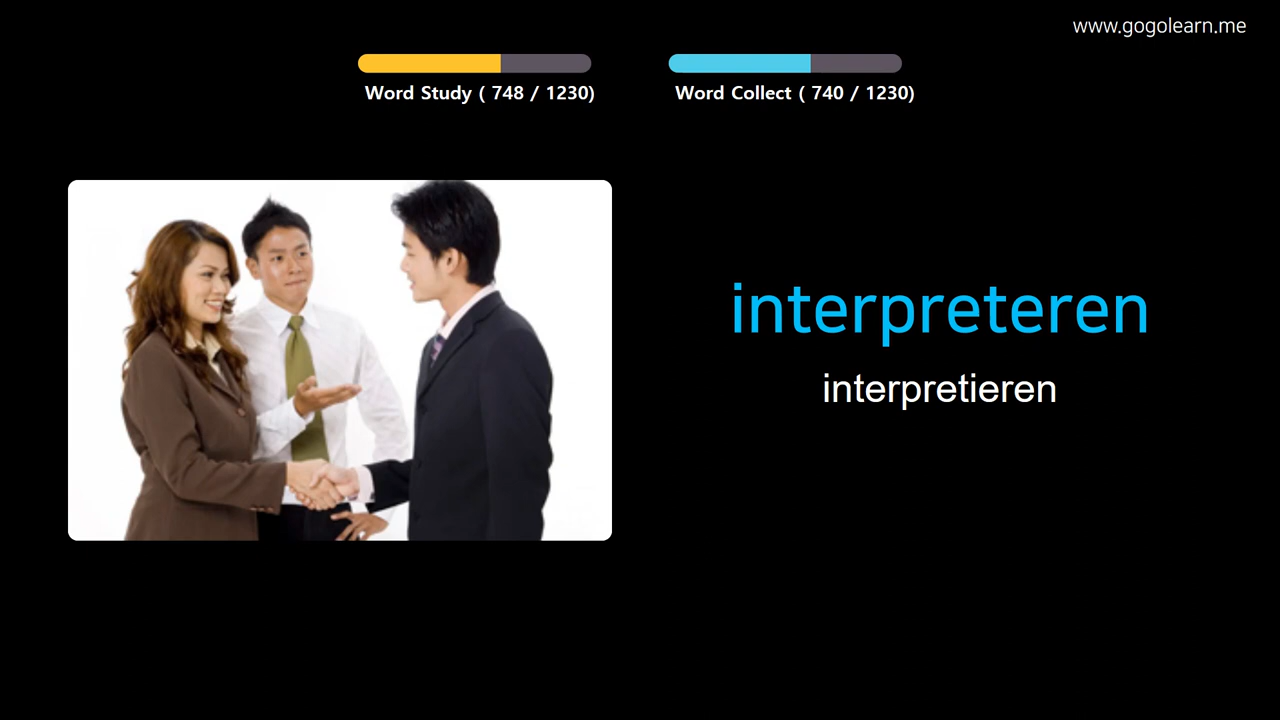 www.gogolearn.me
Word Study ( 748 / 1230)
Word Collect ( 740 / 1230)
interpreteren
interpretieren